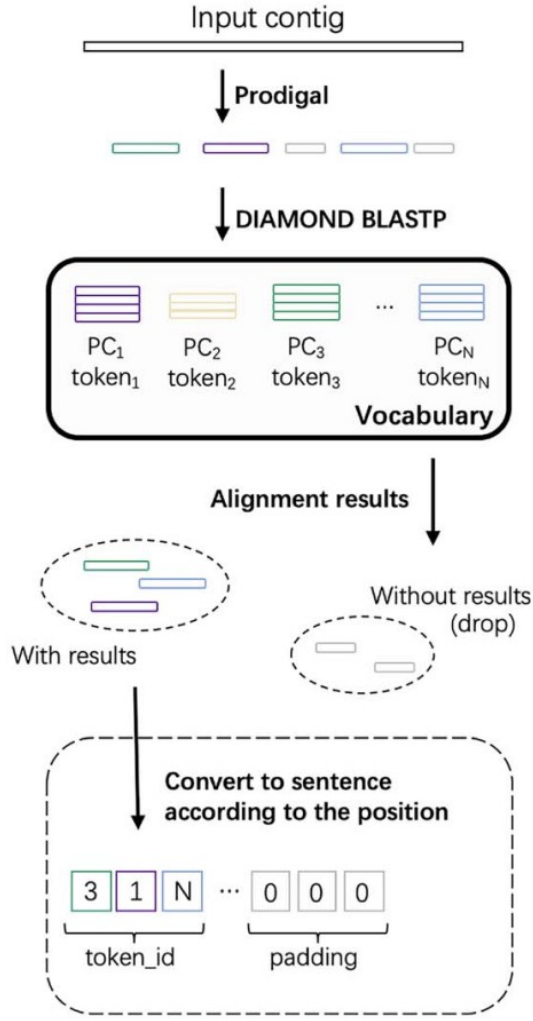 Input contig
Prodigal
DIAMOND BLASTP
PC₁ PC₂ PC₃ ... PCN
token₁ token₂ token₃ tokenN
Vocabulary
Alignment results
With results
Without results
(drop)
Convert to sentence
according to the position
3 1 N ... 0 0 0
token_id padding